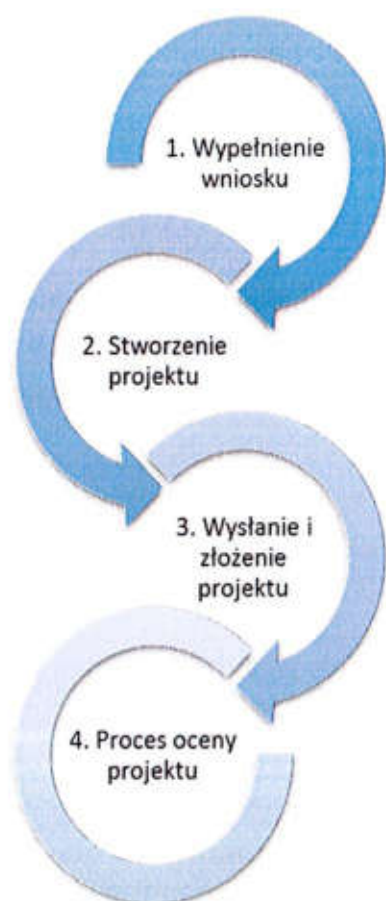 1. Wypełnienie
wniosku
2. Stworzenie
projektu
3. Wysłanie i
złożenie
projektu
4. Proces oceny
projektu